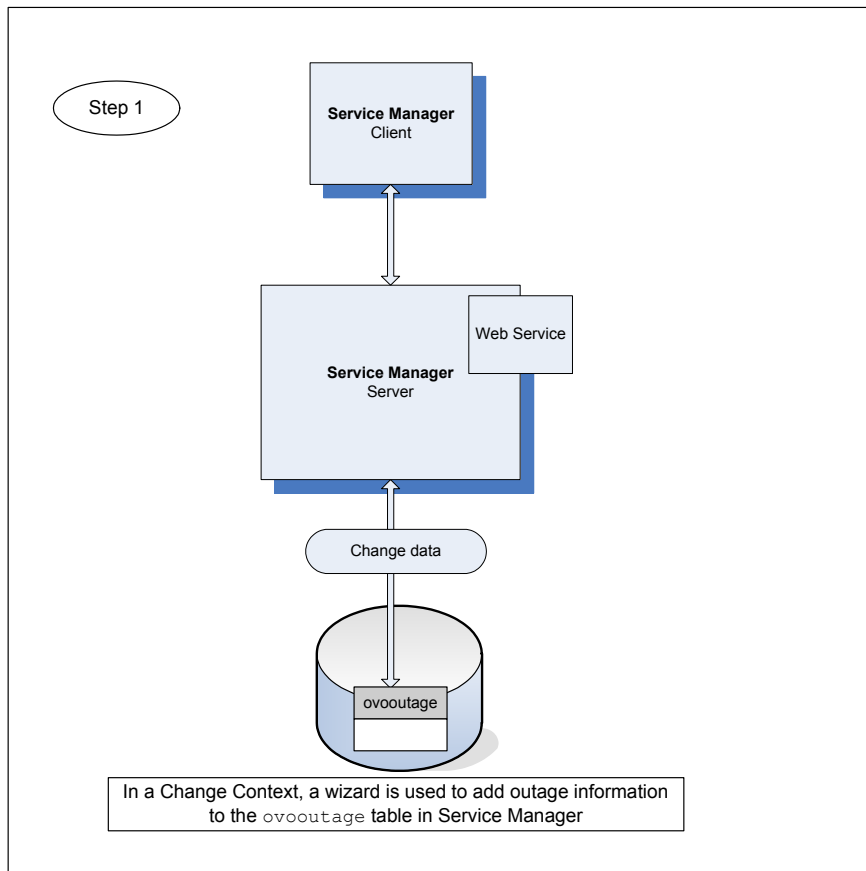 Step 1
Service Manager
Client
Web Service
Service Manager
Server
Change data
ovooutage
In a Change Context, a wizard is used to add outage information
to the ovooutage table in Service Manager